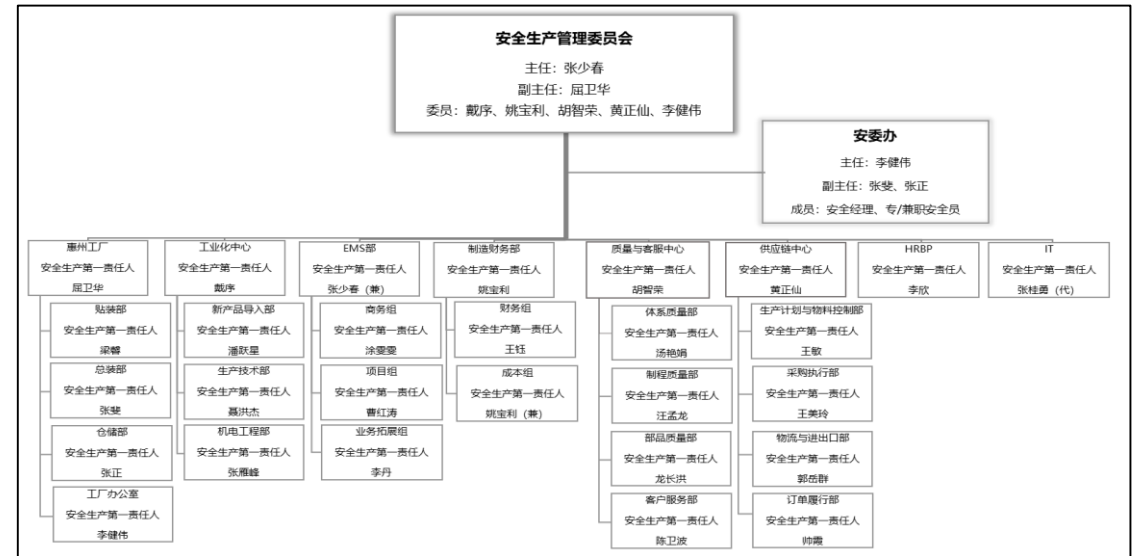 安全生产管理委员会
主任：张少春
副主任：屈卫华
委员：戴序、姚宝利、胡智荣、黄正仙、李健伟
安委办
主任：李健伟
副主任：张斐、张正
成员：安全经理、专/兼职安全员
惠州工厂
安全生产第一责任人
屈卫华
贴装部
安全生产第一责任人
梁馨
总装部
安全生产第一责任人
张斐
仓储部
安全生产第一责任人
张正
工厂办公室
安全生产第一责任人
李健伟
工业化中心
安全生产第一责任人
戴序
新产品导入部
安全生产第一责任人
潘跃星
生产技术部
安全生产第一责任人
聂洪杰
机电工程部
安全生产第一责任人
张雁峰
EMS部
安全生产第一责任人
张少春（兼）
商务组
安全生产第一责任人
涂雯雯
项目组
安全生产第一责任人
曹红涛
业务拓展组
安全生产第一责任人
李丹
制造财务部
安全生产第一责任人
姚宝利
财务组
安全生产第一责任人
王钰
成本组
安全生产第一责任人
姚宝利（兼）
质量与客服中心
安全生产第一责任人
胡智荣
体系质量部
安全生产第一责任人
汤艳娟
制程质量部
安全生产第一责任人
汪孟龙
部品质量部
安全生产第一责任人
龙长洪
客户服务部
安全生产第一责任人
陈卫波
供应链中心
安全生产第一责任人
黄正仙
生产计划与物料控制部
安全生产第一责任人
王敏
采购执行部
安全生产第一责任人
王美玲
物流与进出口部
安全生产第一责任人
郭岳群
订单履行部
安全生产第一责任人
帅霞
HRBP
安全生产第一责任人
李欣
IT
安全生产第一责任人
张桂勇（代）